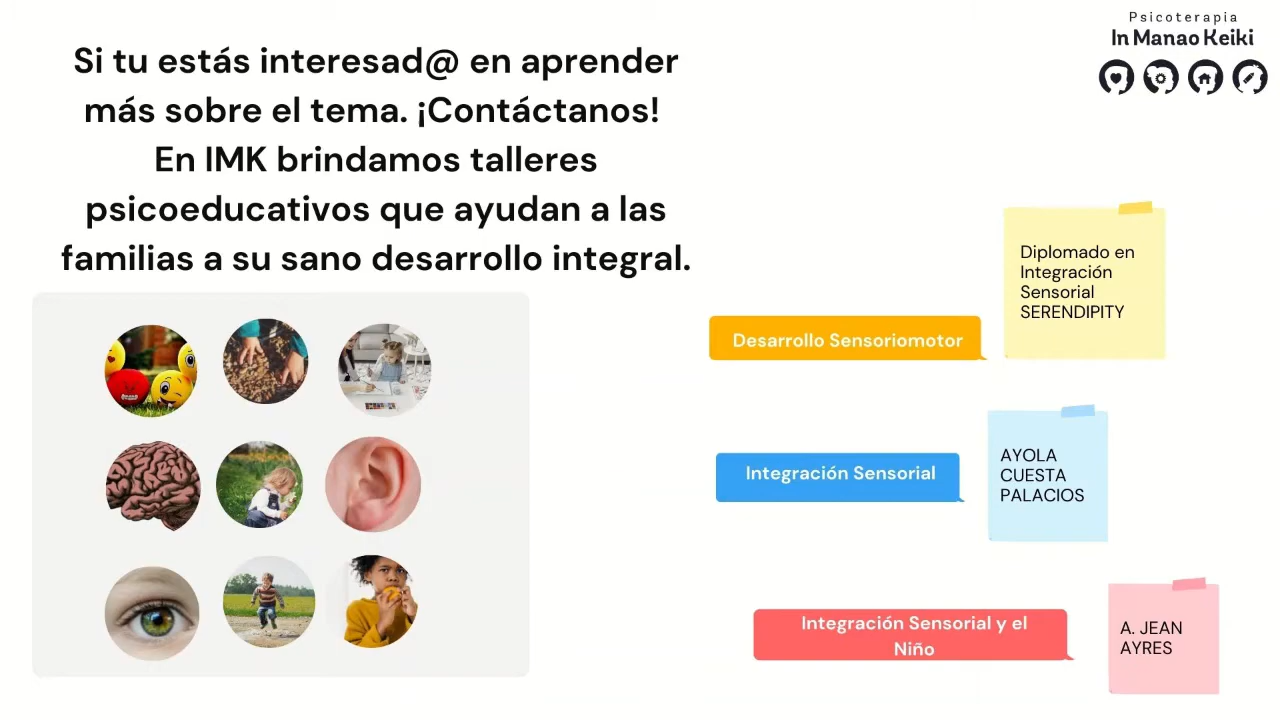 Psicoterapia
In Manao Keiki
Si tu estás interesad@ en aprender
más sobre el tema. ¡Contáctanos!
En IMK brindamos talleres
psicoeducativos que ayudan a las
familias a su sano desarrollo integral.
Desarrollo Sensoriomotor
Diplomado en
Integración
Sensorial
SERENDIPITY
Integración Sensorial
AYOLA
CUESTA
PALACIOS
Integración Sensorial y el
Niño
A. JEAN
AYRES